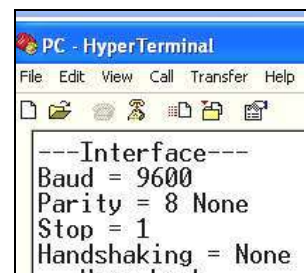 PC - HyperTerminal
File Edit View Call Transfer Help
---Interface---
Baud = 9600
Parity = 8 None
Stop = 1
Handshaking = None